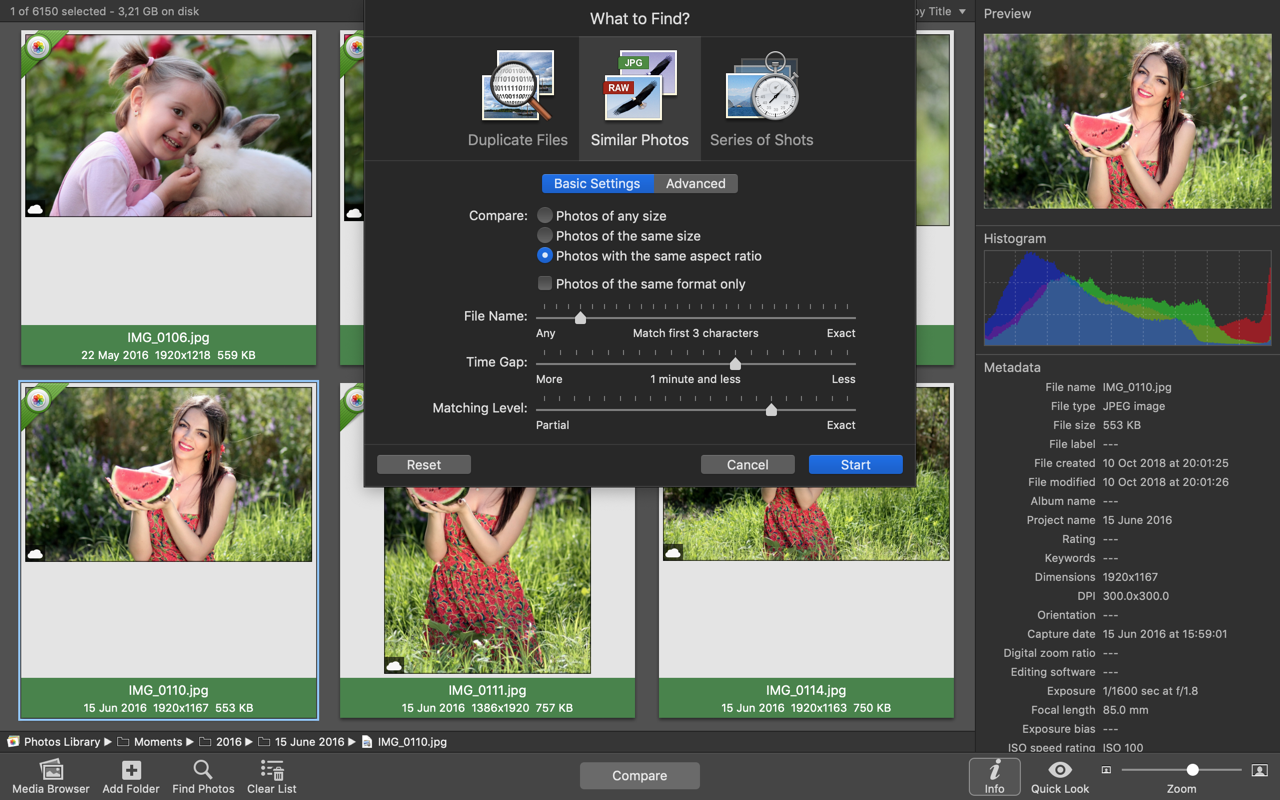 1 of 6150 selected - 3,21 GB on disk
What to Find?
by Title
Preview
JPG
RAW
Duplicate Files
Similar Photos
Series of Shots
Basic Settings
Advanced
Compare:
Photos of any size
Photos of the same size
Photos with the same aspect ratio
Photos of the same format only
File Name:
Any
Match first 3 characters
Exact
Time Gap:
More
1 minute and less
Less
Matching Level:
Partial
Exact
Reset
Cancel
Start
IMG_0106.jpg
22 May 2016 1920x1218 559 KB
IMG_0110.jpg
15 Jun 2016 1920x1167 553 KB
IMG_0111.jpg
15 Jun 2016 1386x1920 757 KB
IMG_0114.jpg
15 Jun 2016 1920x1163 750 KB
Histogram
Metadata
File name IMG_0110.jpg
File type JPEG image
File size 553 KB
File label ---
File created 10 Oct 2018 at 20:01:25
File modified 10 Oct 2018 at 20:01:26
Album name ---
Project name 15 June 2016
Rating ---
Keywords ---
Dimensions 1920x1167
DPI 300.0x300.0
Orientation ---
Capture date 15 Jun 2016 at 15:59:01
Digital zoom ratio ---
Editing software ---
Exposure 1/1600 sec at f/1.8
Focal length 85.0 mm
Exposure bias ---
ISO speed rating ISO 100
Photos Library ▶ Moments ▶ 2016 ▶ 15 June 2016 ▶ IMG_0110.jpg
Media Browser
Add Folder
Find Photos
Clear List
Compare
Info
Quick Look
Zoom